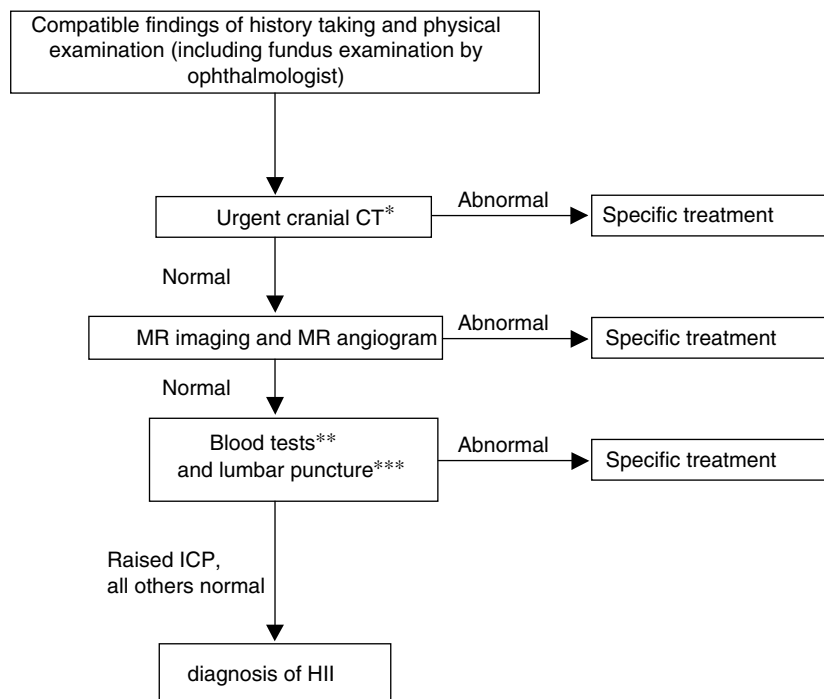 Compatible findings of history taking and physical
examination (including fundus examination by
ophthalmologist)
Urgent cranial CT*
Abnormal
Specific treatment
Normal
MR imaging and MR angiogram
Abnormal
Specific treatment
Normal
Blood tests**
and lumbar puncture***
Abnormal
Specific treatment
Raised ICP,
all others normal
diagnosis of HII